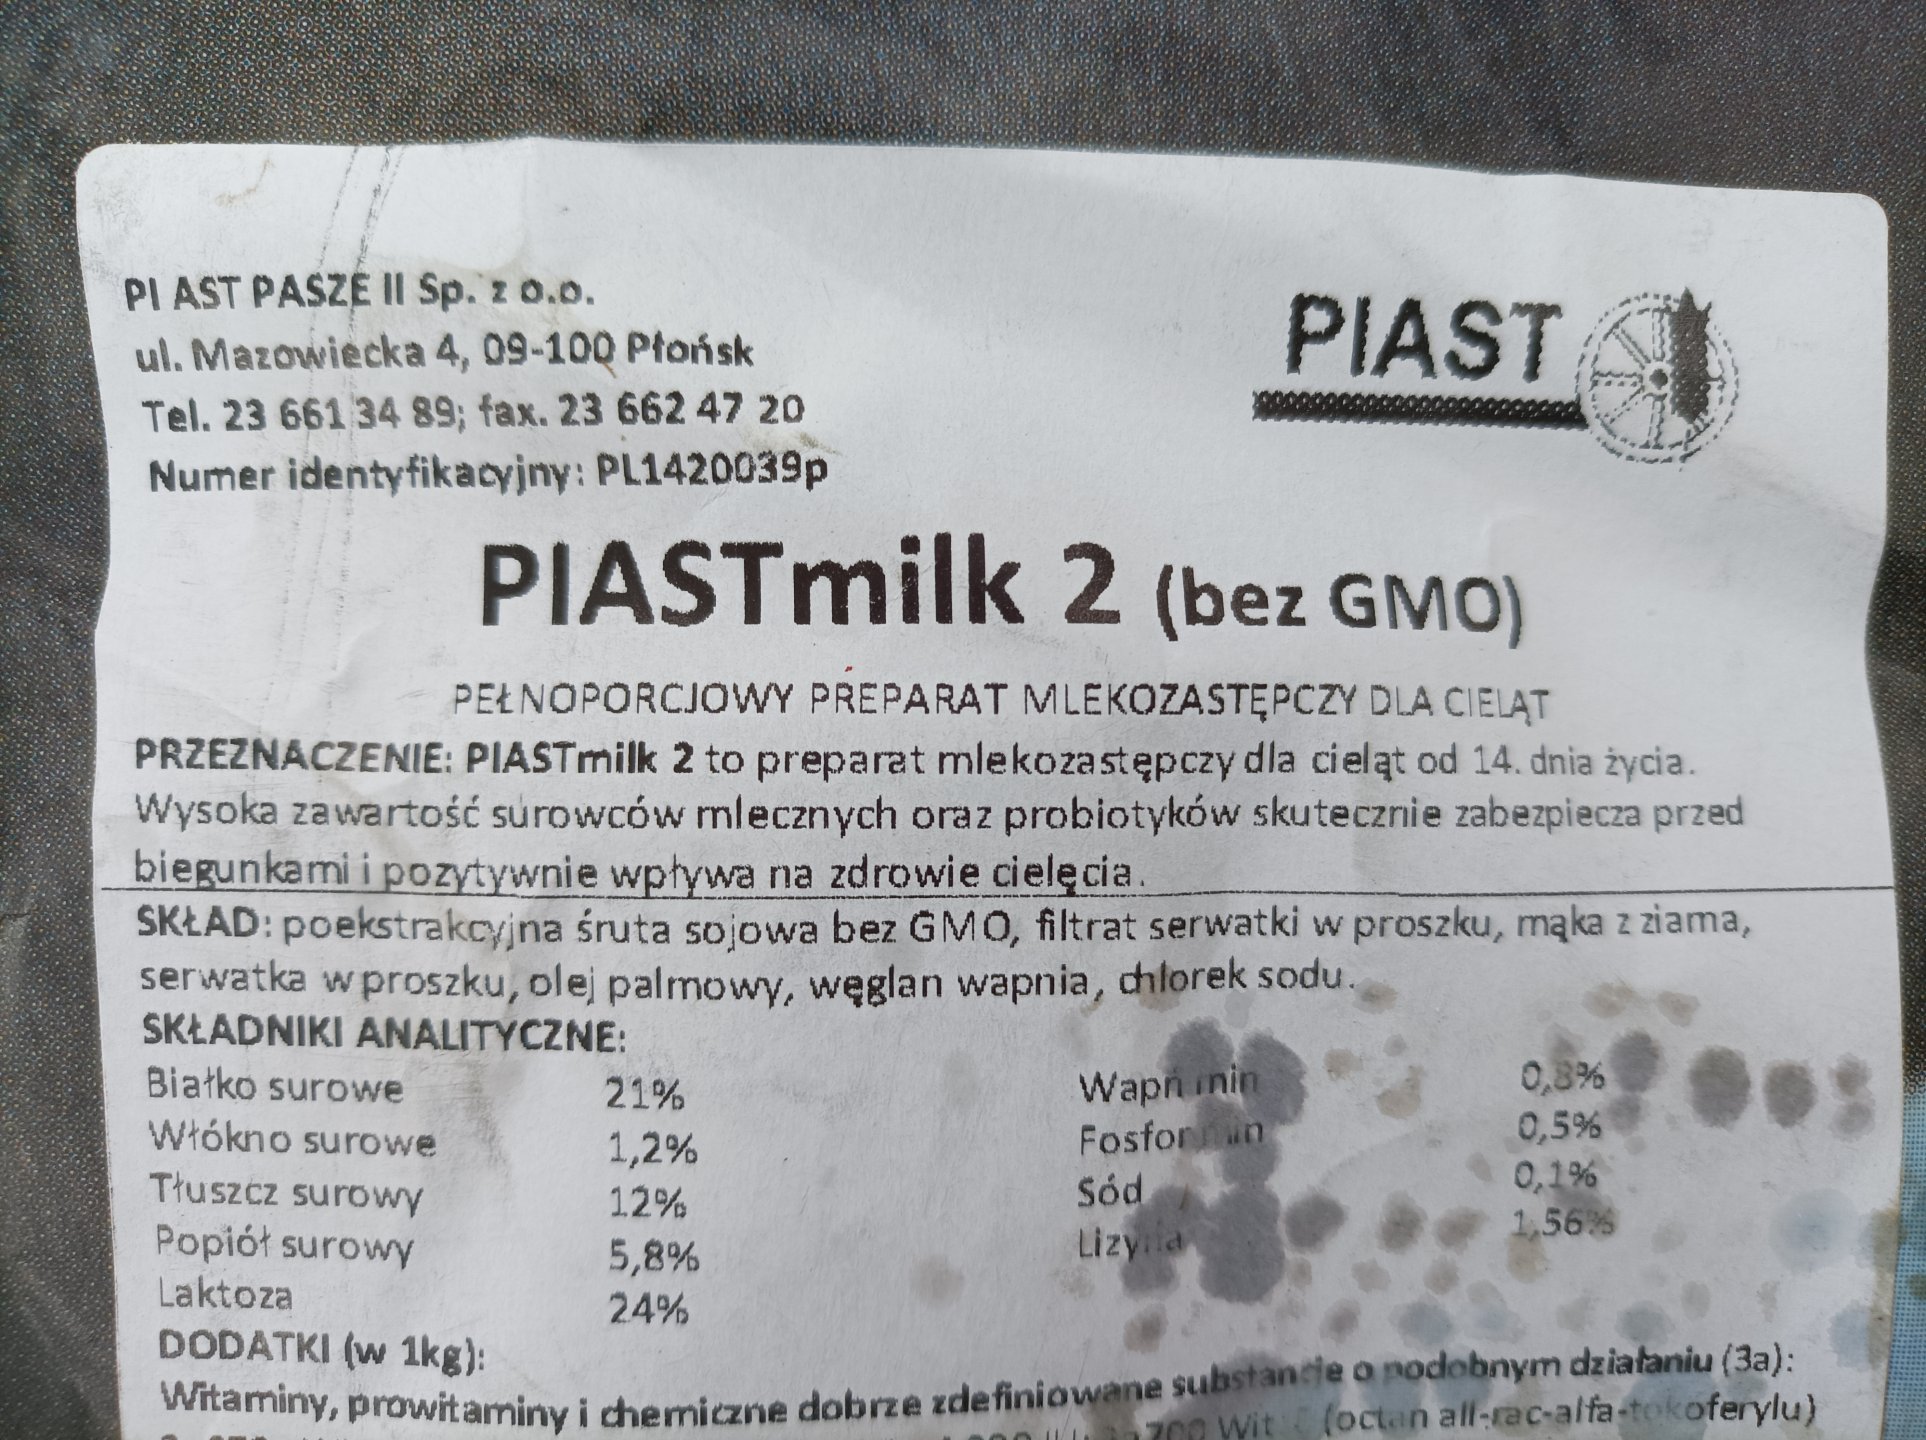 PIAST PASZE II Sp. z o.o.
ul. Mazowiecka 4, 09-100 Płońsk
Tel. 23 661 34 89; fax. 23 662 47 20
Numer identyfikacyjny: PL1420039p
PIAST
PIASTmilk 2 (bez GMO)
PEŁNOPORCJOWY PREPARAT MLEKOZASTĘPCZY DLA CIELĄT
PRZEZNACZENIE: PIASTmilk 2 to preparat mlekozastępczy dla cieląt od 14. dnia życia.
Wysoka zawartość surowców mlecznych oraz probiotyków skutecznie zabezpiecza przed
biegunkami i pozytywnie wpływa na zdrowie cielęcia.
SKŁAD: poekstrakcyjna śruta sojowa bez GMO, filtrat serwatki w proszku, mąka z ziarna,
serwatka w proszku, olej palmowy, węglan wapnia, chlorek sodu.
SKŁADNIKI ANALITYCZNE:
Białko surowe 21% Wapń min 0,8%
Włókno surowe 1,2% Fosfor min 0,5%
Tłuszcz surowy 12% Sód 0,1%
Popiół surowy 5,8% Lizyna 1,56%
Laktoza 24%
DODATKI (w 1kg):
Witaminy, prowitaminy i chemiczne dobrze zdefiniowane substancje o podobnym działaniu (3a):
(octan all-rac-alfa-tokoferylu)